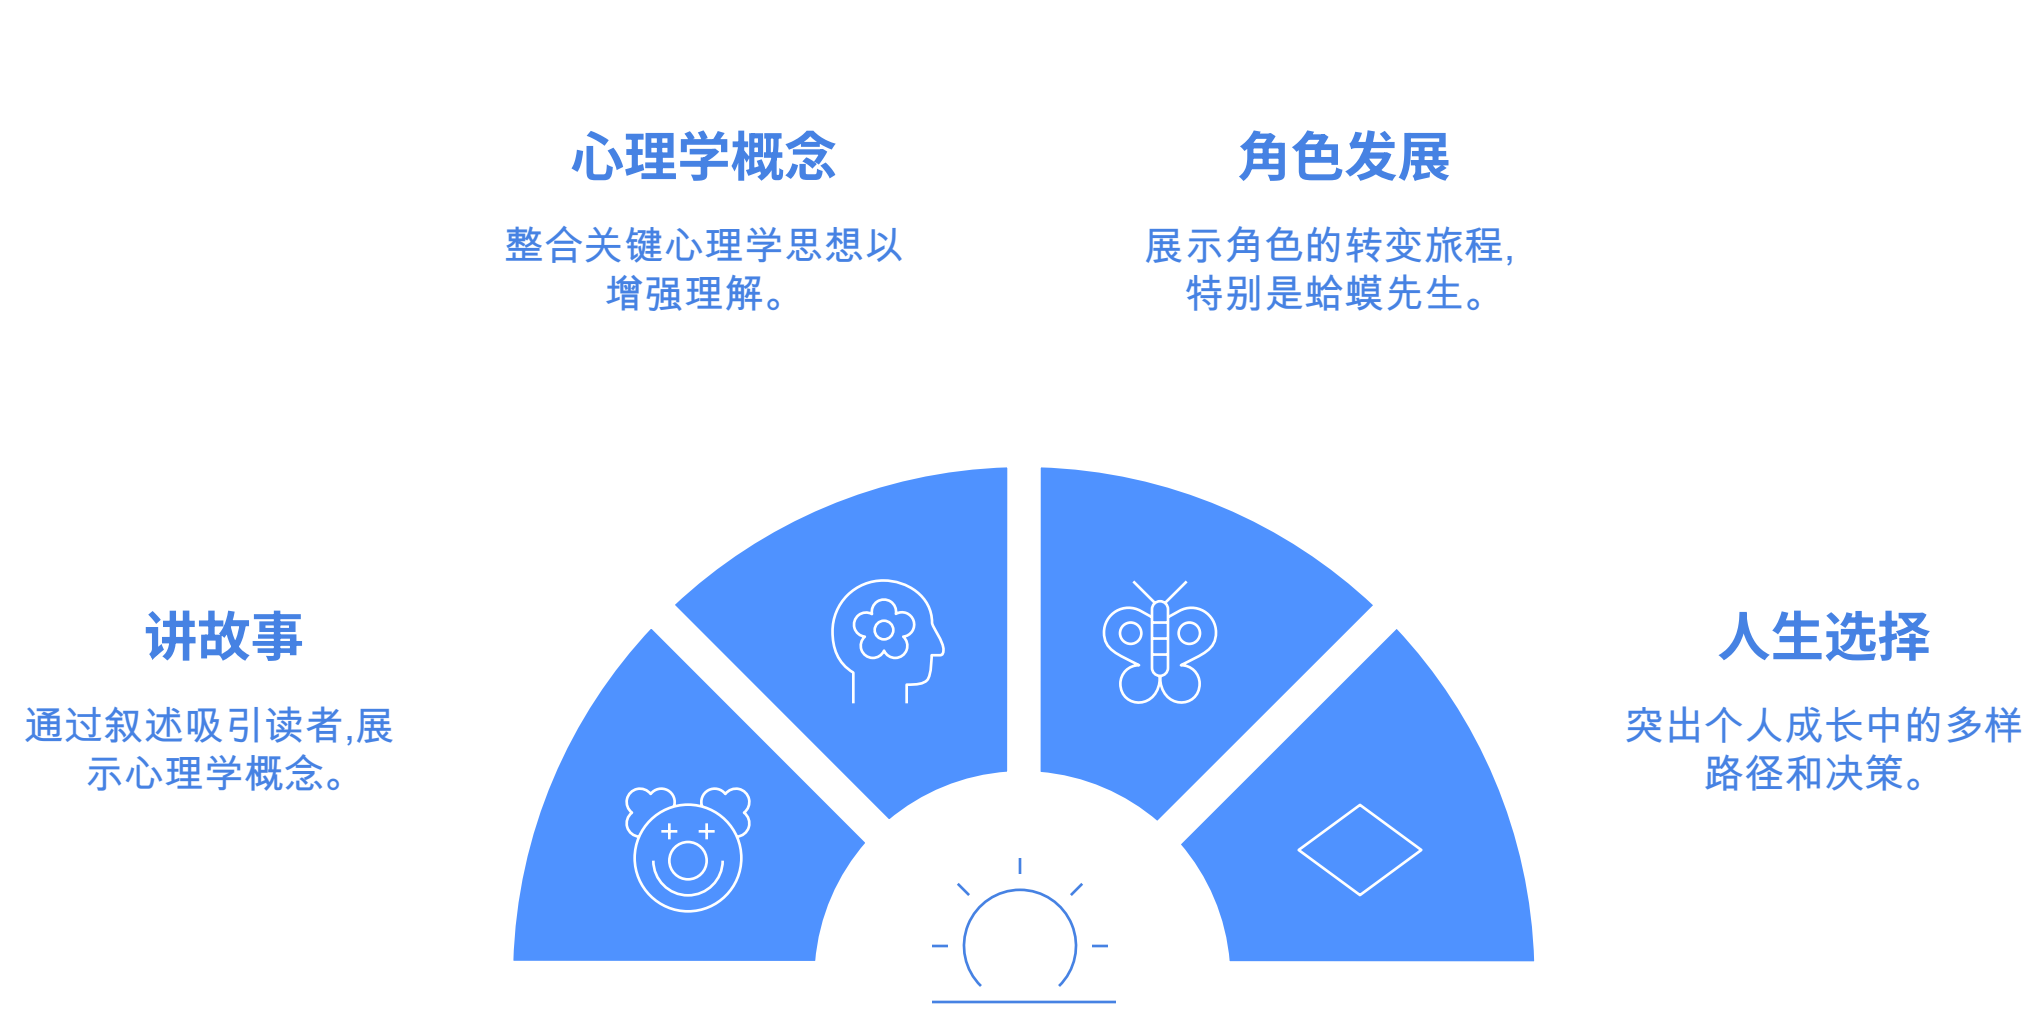 心理学概念
整合关键心理学思想以
增强理解。
角色发展
展示角色的转变旅程,
特别是蛤蟆先生。
讲故事
通过叙述吸引读者,展
示心理学概念。
人生选择
突出个人成长中的多样
路径和决策。